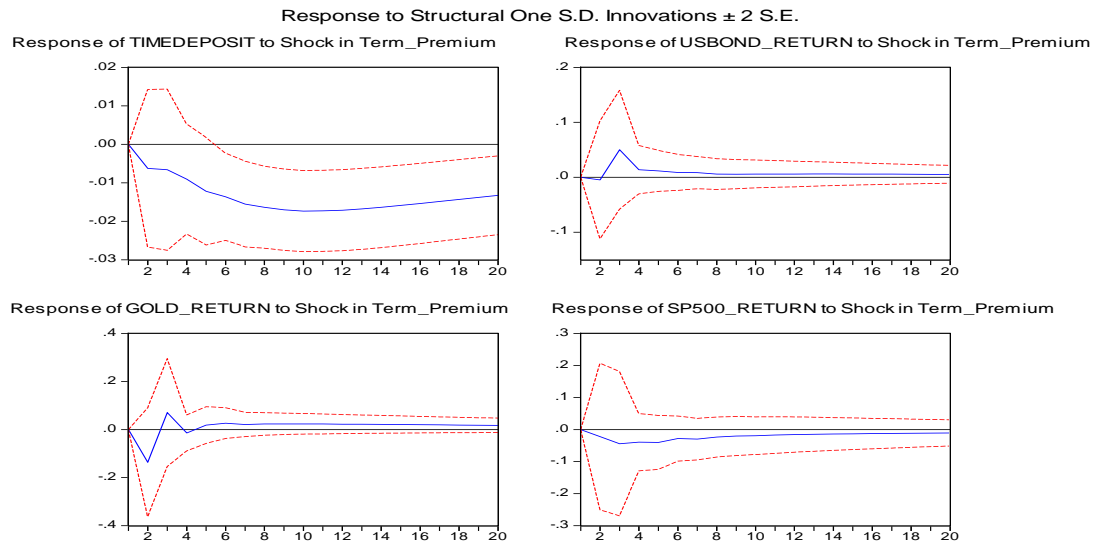 Response to Structural One S.D. Innovations ± 2 S.E.
Response of TIMEDEPOSIT to Shock in Term_Premium
.02
.01
.00
-.01
-.02
-.03
2 4 6 8 10 12 14 16 18 20
Response of USBOND_RETURN to Shock in Term_Premium
.2
.1
.0
-.1
2 4 6 8 10 12 14 16 18 20
Response of GOLD_RETURN to Shock in Term_Premium
.4
.2
.0
-.2
-.4
2 4 6 8 10 12 14 16 18 20
Response of SP500_RETURN to Shock in Term_Premium
.3
.2
.1
.0
-.1
-.2
-.3
2 4 6 8 10 12 14 16 18 20